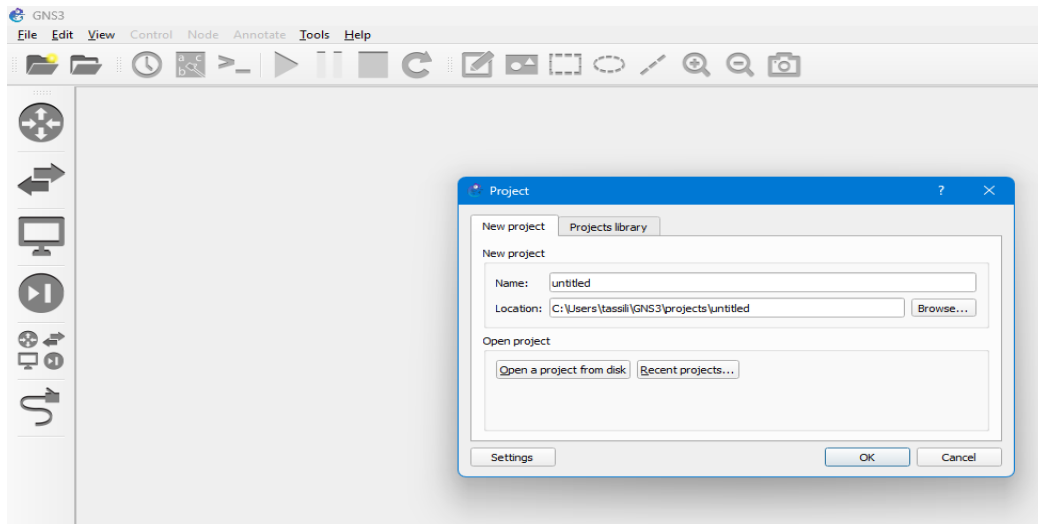 GNS3
File Edit View Control Node Annotate Tools Help
Project
New project Projects library
New project
Name: untitled
Location: C:\Users\tassili\GNS3\projects\untitled Browse...
Open project
Open a project from disk Recent projects...
Settings OK Cancel